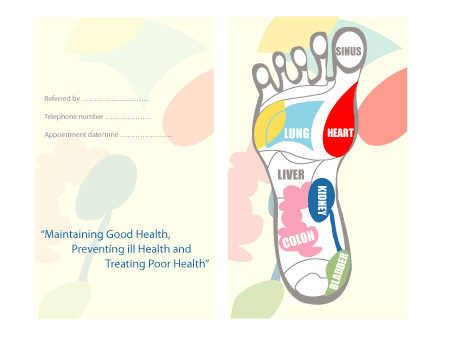 Referred by ............................
Telephone number ....................
Appointment date/time ......................
“Maintaining Good Health,
Preventing ill Health and
Treating Poor Health”
SINUS
LUNG
HEART
LIVER
KIDNEY
COLON
BLADDER